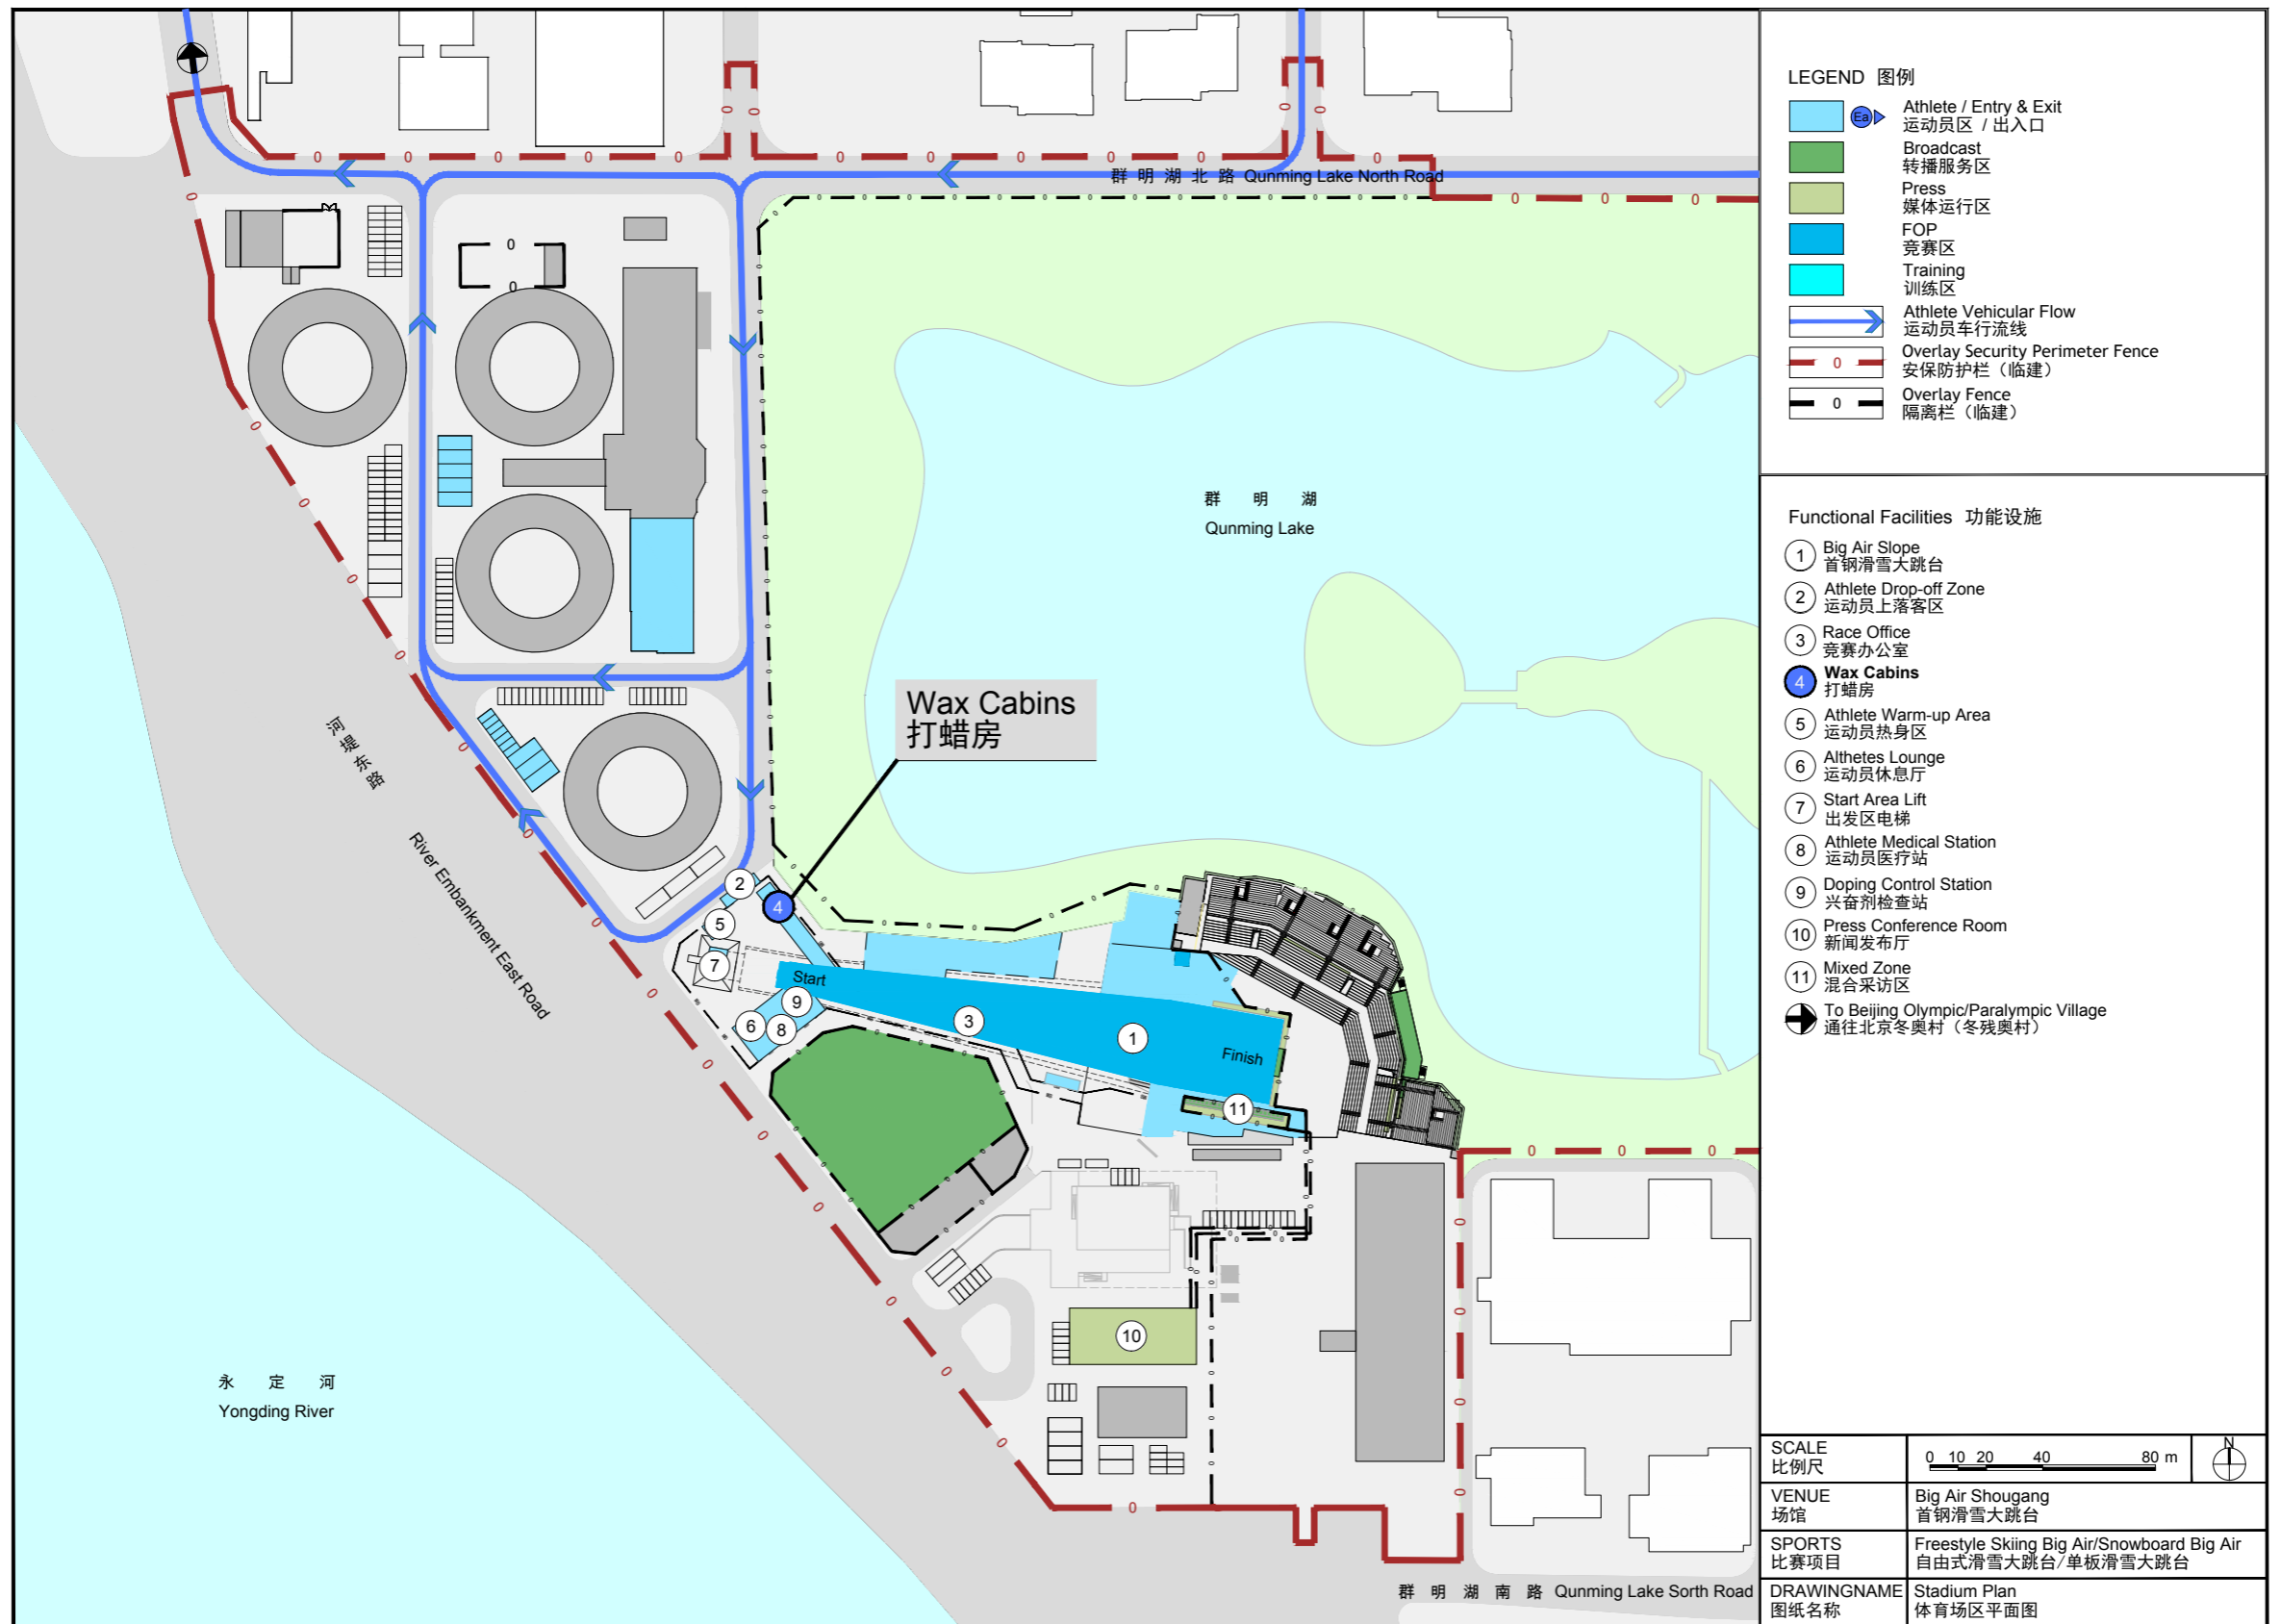 群 明 湖 北 路 Qunming Lake North Road
群 明 湖
Qunming Lake
Wax Cabins
打蜡房
河堤东路
River Embankment East Road
2
4
5
7
Start
9
6
8
3
1
Finish
11
10
永 定 河
Yongding River
群 明 湖 南 路 Qunming Lake Sorth Road
LEGEND 图例
Ea
Athlete / Entry & Exit
运动员区 / 出入口
Broadcast
转播服务区
Press
媒体运行区
FOP
竞赛区
Training
训练区
Athlete Vehicular Flow
运动员车行流线
0
Overlay Security Perimeter Fence
安保防护栏（临建）
0
Overlay Fence
隔离栏（临建）
Functional Facilities 功能设施
1 Big Air Slope
首钢滑雪大跳台
2 Athlete Drop-off Zone
运动员上落客区
3 Race Office
竞赛办公室
4 Wax Cabins
打蜡房
5 Athlete Warm-up Area
运动员热身区
6 Althetes Lounge
运动员休息厅
7 Start Area Lift
出发区电梯
8 Athlete Medical Station
运动员医疗站
9 Doping Control Station
兴奋剂检查站
10 Press Conference Room
新闻发布厅
11 Mixed Zone
混合采访区
To Beijing Olympic/Paralympic Village
通往北京冬奥村（冬残奥村）
SCALE
比例尺
0 10 20 40 80 m
N
VENUE
场馆
Big Air Shougang
首钢滑雪大跳台
SPORTS
比赛项目
Freestyle Skiing Big Air/Snowboard Big Air
自由式滑雪大跳台/单板滑雪大跳台
DRAWINGNAME
图纸名称
Stadium Plan
体育场区平面图